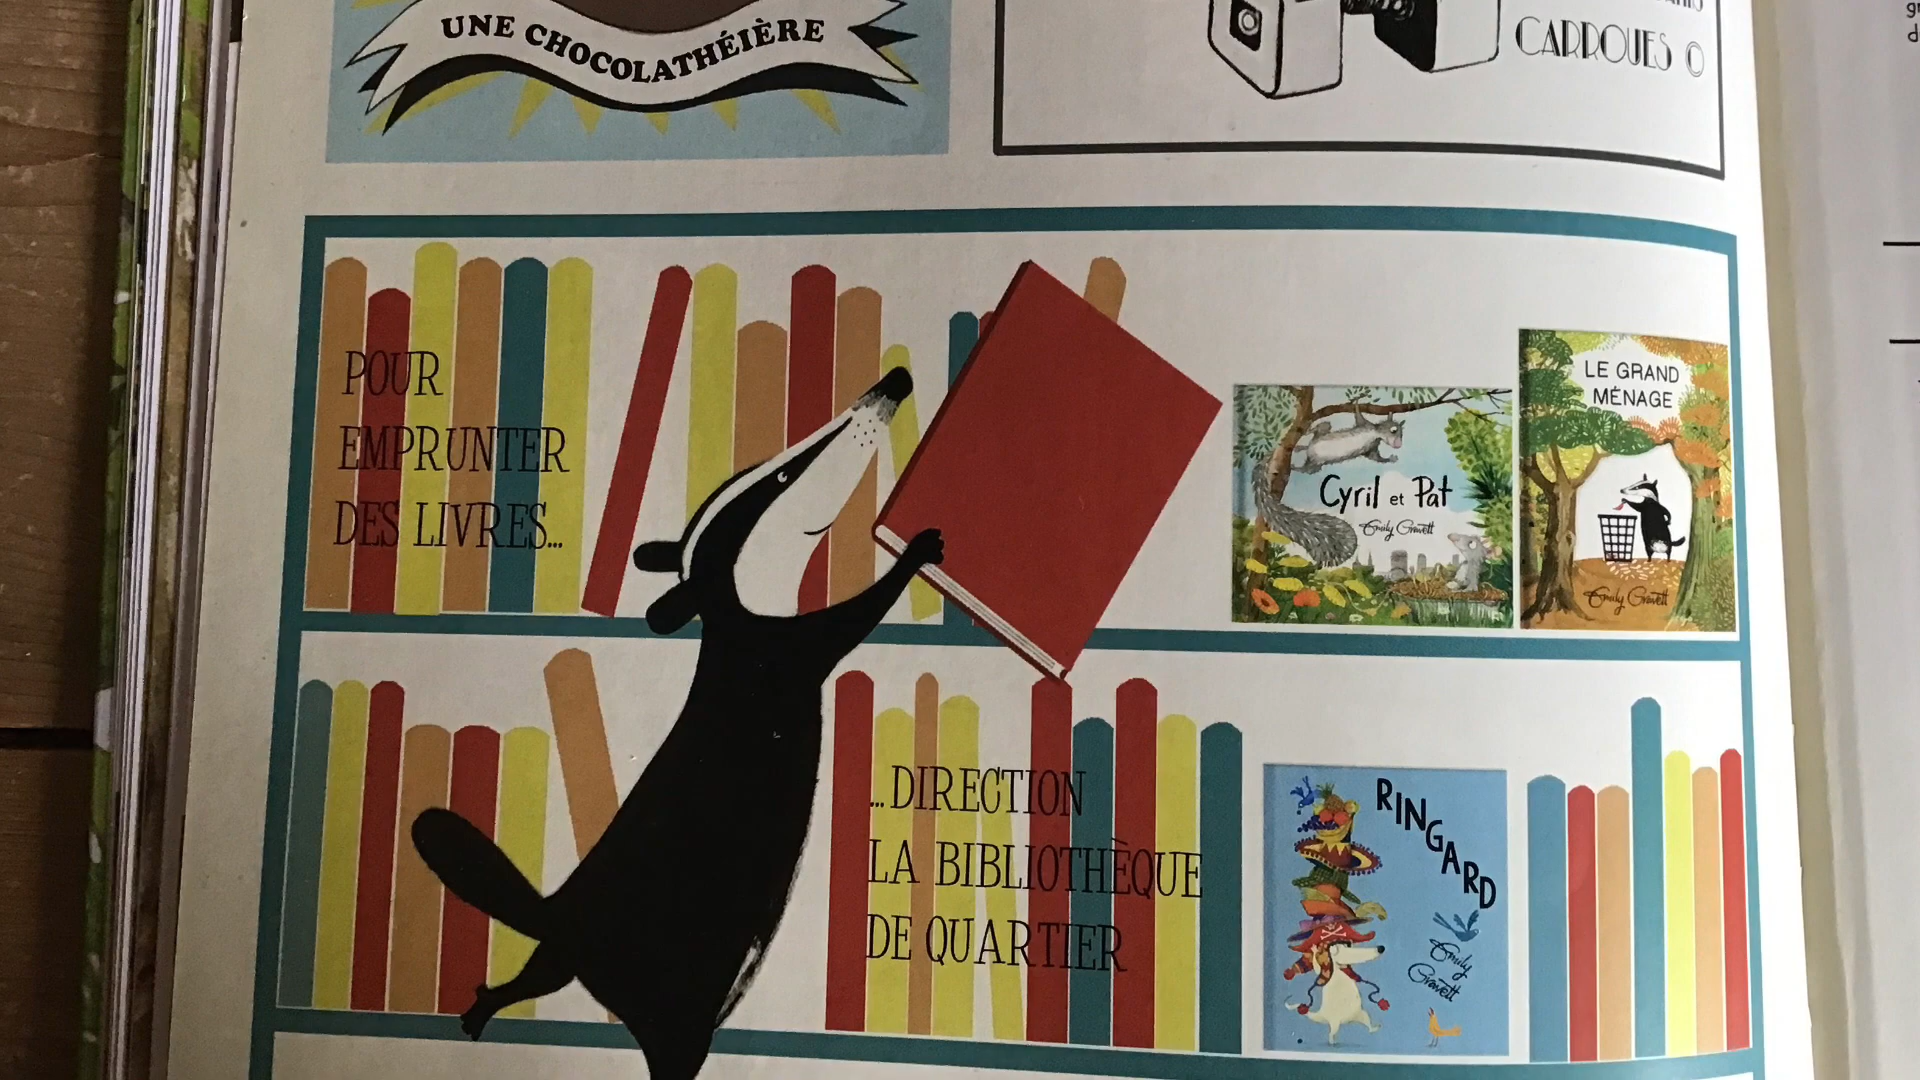 UNE CHOCOLATHÉIÈRE
CARROUES
POUR
EMPRUNTER
DES LIVRES...
LE GRAND
MÉNAGE
Emily Gravett
Cyril et Pat
Emily Gravett
...DIRECTION
LA BIBLIOTHÈQUE
DE QUARTIER
RINGARD
Emily
Gravett